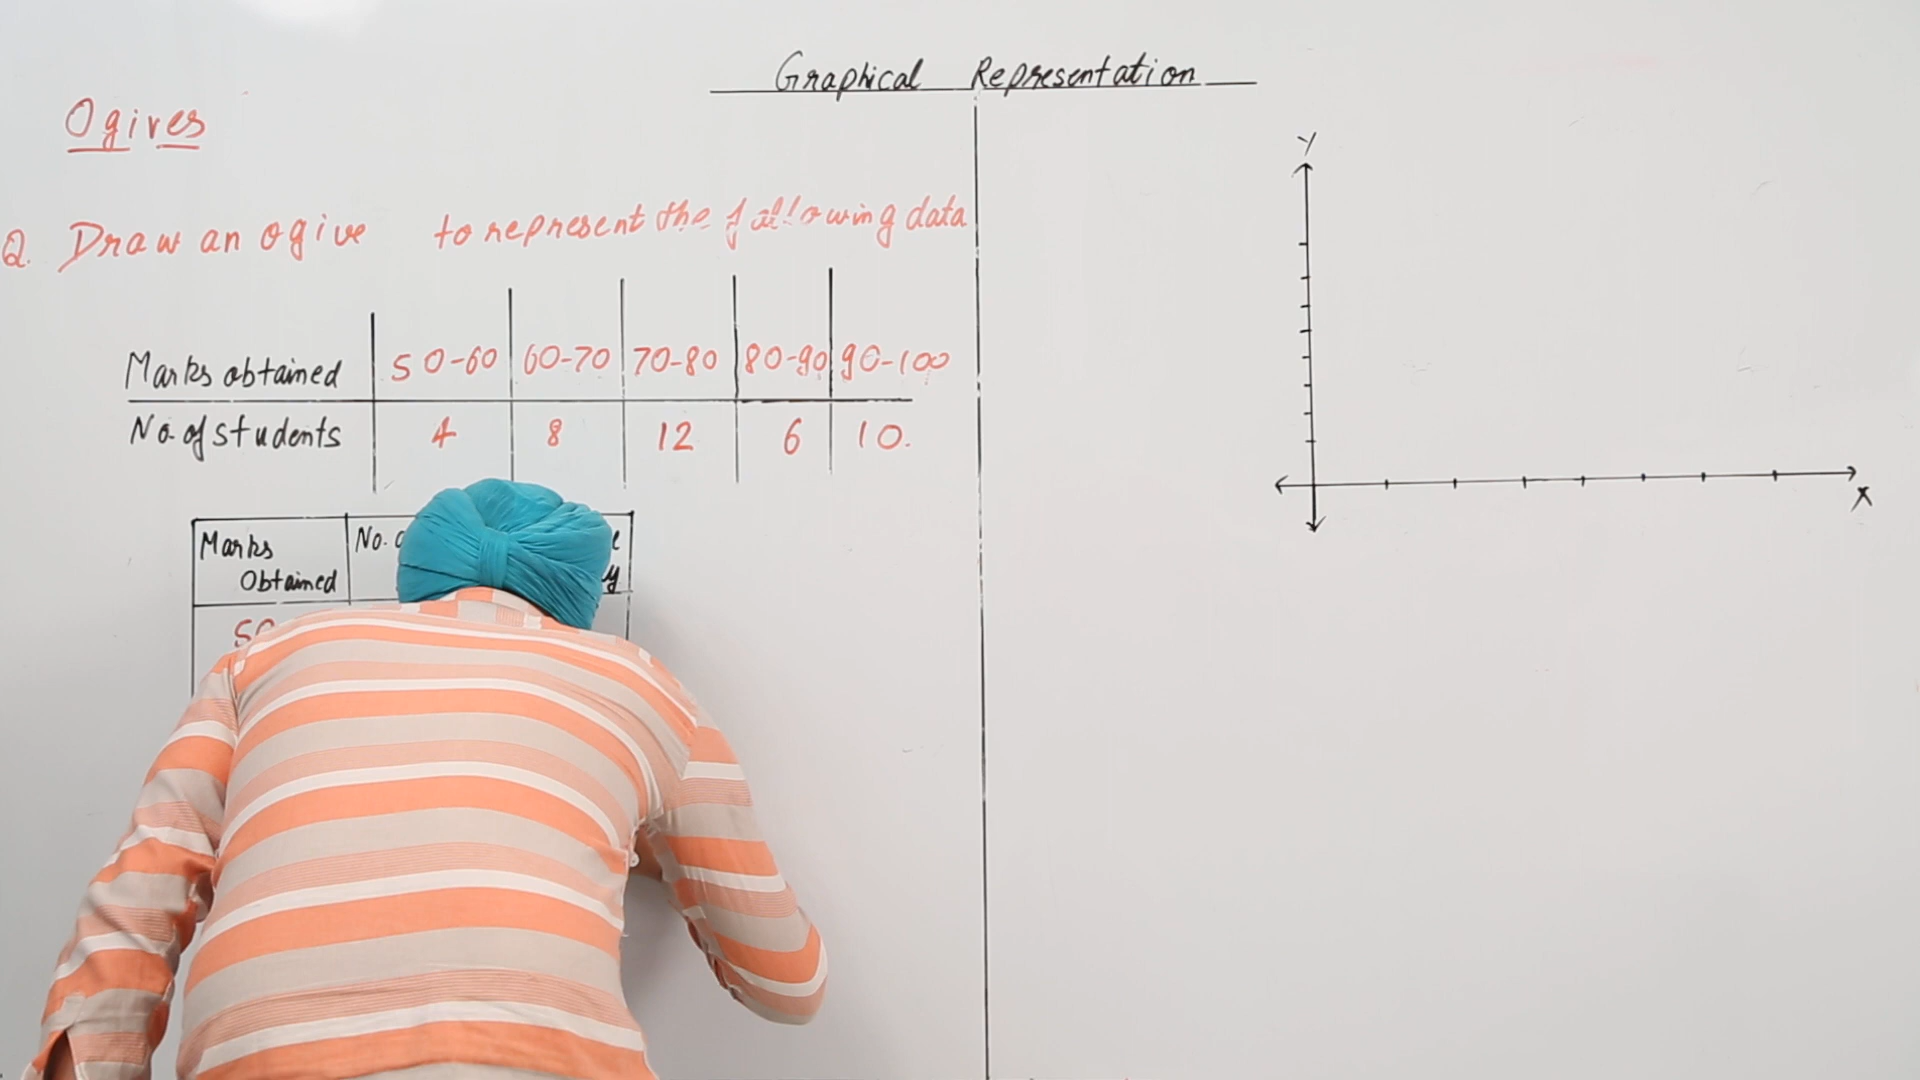 Graphical Representation
Ogives
Q. Draw an ogive to represent the following data
Marks obtained 50-60 60-70 70-80 80-90 90-100
No. of students 4 8 12 6 10.
Marks Obtained
No.
Y
X